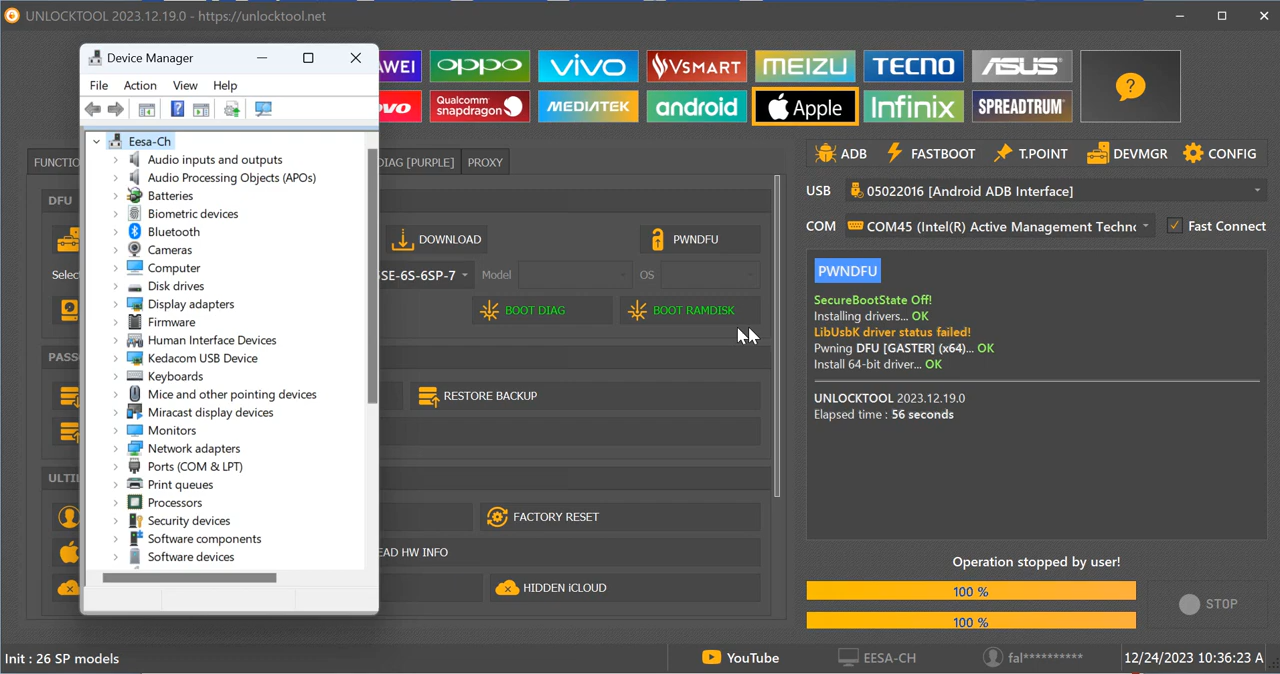 UNLOCKTOOL 2023.12.19.0 - https://unlocktool.net
Device Manager
File Action View Help
Eesa-Ch
Audio inputs and outputs
Audio Processing Objects (APOs)
Batteries
Biometric devices
Bluetooth
Cameras
Computer
Disk drives
Display adapters
Firmware
Human Interface Devices
Kedacom USB Device
Keyboards
Mice and other pointing devices
Miracast display devices
Monitors
Network adapters
Ports (COM & LPT)
Print queues
Processors
Security devices
Software components
Software devices
AWEI oppo vivo VSMART MEIZU TECNO ASUS
ovo Qualcomm snapdragon MEDIATEK android Apple Infinix SPREADTRUM
?
FUNCTIO DIAG [PURPLE] PROXY
DFU
DOWNLOAD PWNDFU
Selec SE-6S-6SP-7 Model OS
BOOT DIAG BOOT RAMDISK
PASS
RESTORE BACKUP
ULTIL
FACTORY RESET
EAD HW INFO
HIDDEN iCLOUD
ADB FASTBOOT T.POINT DEVMGR CONFIG
USB 05022016 [Android ADB Interface]
COM COM45 (Intel(R) Active Management Techno Fast Connect
PWNDFU
SecureBootState Off!
Installing drivers... OK
LibUsbK driver status failed!
Pwning DFU [GASTER] (x64)... OK
Install 64-bit driver... OK
UNLOCKTOOL 2023.12.19.0
Elapsed time : 56 seconds
Operation stopped by user!
100 %
100 %
STOP
Init : 26 SP models
YouTube EESA-CH fal********** 12/24/2023 10:36:23 A